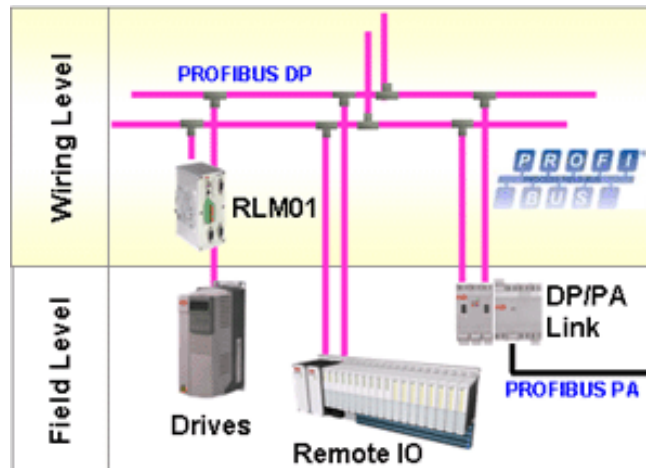 Wiring Level
PROFIBUS DP
RLM01
PROFI
BUS
Field Level
Drives
Remote IO
DP/PA
Link
PROFIBUS PA